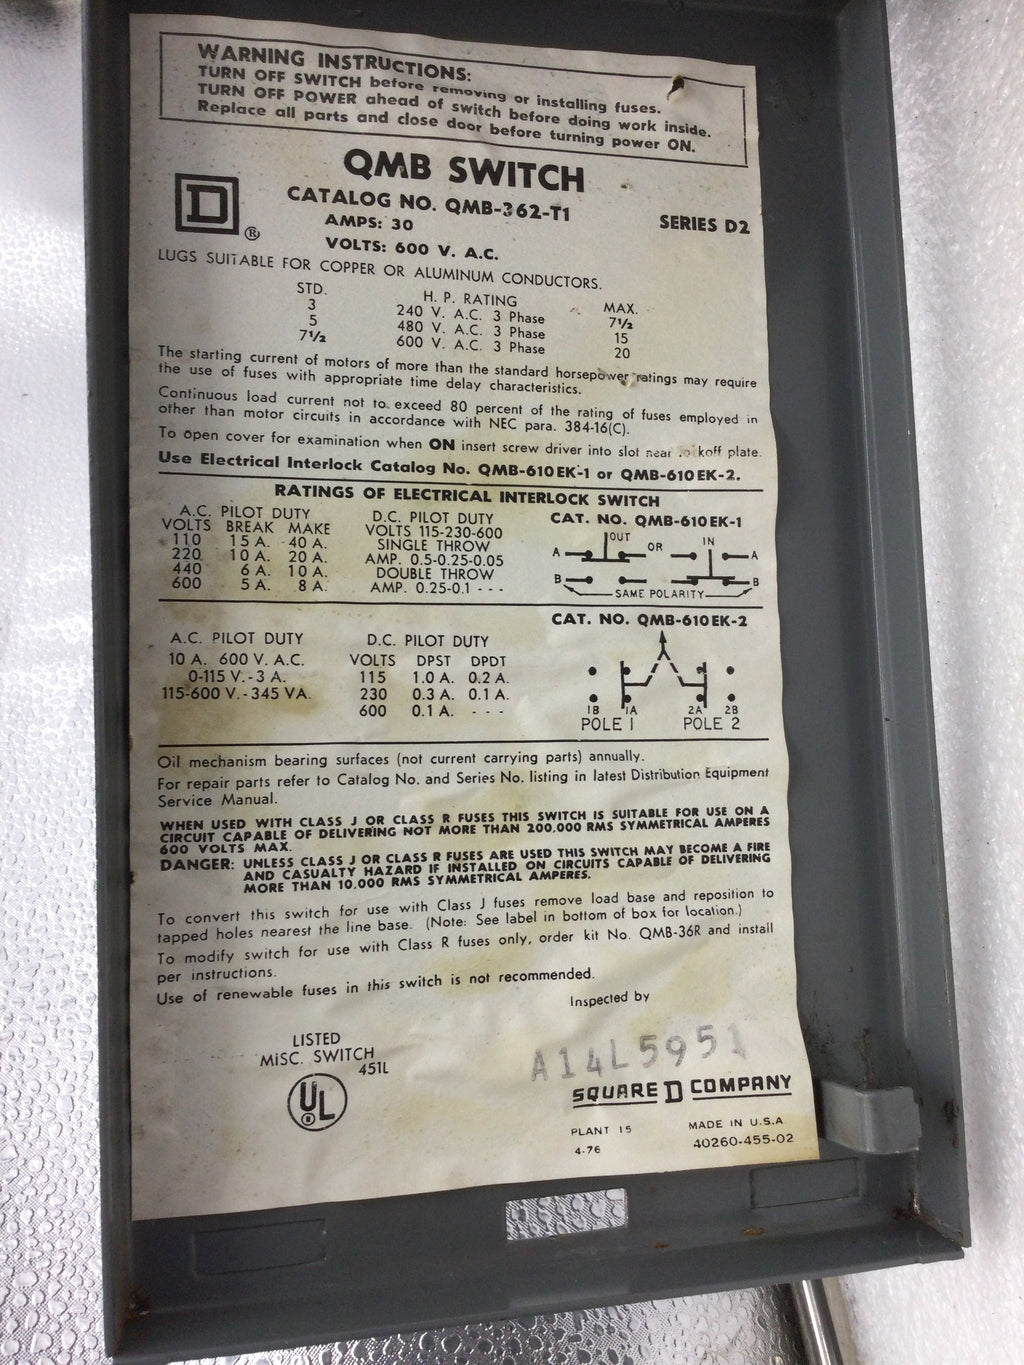 WARNING INSTRUCTIONS:
TURN OFF SWITCH before removing or installing fuses.
TURN OFF POWER ahead of switch before doing work inside.
Replace all parts and close door before turning power ON.
QMB SWITCH
D
®
CATALOG NO. QMB-362-T1
SERIES D2
AMPS: 30
VOLTS: 600 V. A.C.
LUGS SUITABLE FOR COPPER OR ALUMINUM CONDUCTORS.
STD. H. P. RATING MAX.
3 240 V. A.C. 3 Phase 7½
5 480 V. A.C. 3 Phase 15
7½ 600 V. A.C. 3 Phase 20
The starting current of motors of more than the standard horsepower ratings may require
the use of fuses with appropriate time delay characteristics.
Continuous load current not to exceed 80 percent of the rating of fuses employed in
other than motor circuits in accordance with NEC para. 384-16(C).
To open cover for examination when ON insert screw driver into slot near koff plate.
Use Electrical Interlock Catalog No. QMB-610EK-1 or QMB-610EK-2.
RATINGS OF ELECTRICAL INTERLOCK SWITCH
A.C. PILOT DUTY
VOLTS BREAK MAKE
110 15 A. 40 A.
220 10 A. 20 A.
440 6 A. 10 A.
600 5 A. 8 A.
D.C. PILOT DUTY
VOLTS 115-230-600
SINGLE THROW
AMP. 0.5-0.25-0.05
DOUBLE THROW
AMP. 0.25-0.1 - - -
CAT. NO. QMB-610EK-1
OUT OR IN
A A
B B
SAME POLARITY
A.C. PILOT DUTY
10 A. 600 V. A.C.
0-115 V.-3 A.
115-600 V.-345 VA.
D.C. PILOT DUTY
VOLTS DPST DPDT
115 1.0 A. 0.2 A.
230 0.3 A. 0.1 A.
600 0.1 A. - - -
CAT. NO. QMB-610EK-2
1B 1A 2A 2B
POLE 1 POLE 2
Oil mechanism bearing surfaces (not current carrying parts) annually.
For repair parts refer to Catalog No. and Series No. listing in latest Distribution Equipment
Service Manual.
WHEN USED WITH CLASS J OR CLASS R FUSES THIS SWITCH IS SUITABLE FOR USE ON A
CIRCUIT CAPABLE OF DELIVERING NOT MORE THAN 200,000 RMS SYMMETRICAL AMPERES
600 VOLTS MAX.
DANGER: UNLESS CLASS J OR CLASS R FUSES ARE USED THIS SWITCH MAY BECOME A FIRE
AND CASUALTY HAZARD IF INSTALLED ON CIRCUITS CAPABLE OF DELIVERING
MORE THAN 10,000 RMS SYMMETRICAL AMPERES.
To convert this switch for use with Class J fuses remove load base and reposition to
tapped holes nearest the line base. (Note: See label in bottom of box for location.)
To modify switch for use with Class R fuses only, order kit No. QMB-36R and install
per instructions.
Use of renewable fuses in this switch is not recommended.
Inspected by
LISTED
MISC. SWITCH
451L
UL
®
A14L5951
SQUARE D COMPANY
PLANT 15 MADE IN U.S.A
4-76 40260-455-02